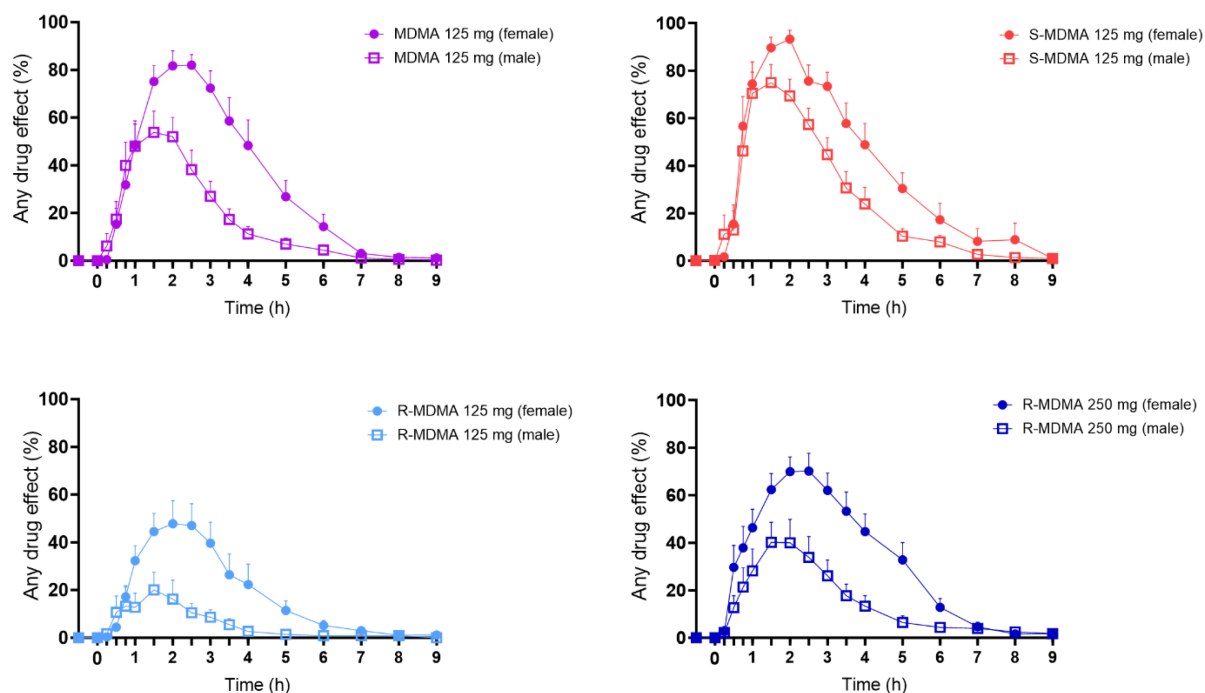 MDMA 125 mg (female)
MDMA 125 mg (male)
Any drug effect (%)
100
80
60
40
20
0
0 1 2 3 4 5 6 7 8 9
Time (h)
S-MDMA 125 mg (female)
S-MDMA 125 mg (male)
Any drug effect (%)
100
80
60
40
20
0
0 1 2 3 4 5 6 7 8 9
Time (h)
R-MDMA 125 mg (female)
R-MDMA 125 mg (male)
Any drug effect (%)
100
80
60
40
20
0
0 1 2 3 4 5 6 7 8 9
Time (h)
R-MDMA 250 mg (female)
R-MDMA 250 mg (male)
Any drug effect (%)
100
80
60
40
20
0
0 1 2 3 4 5 6 7 8 9
Time (h)